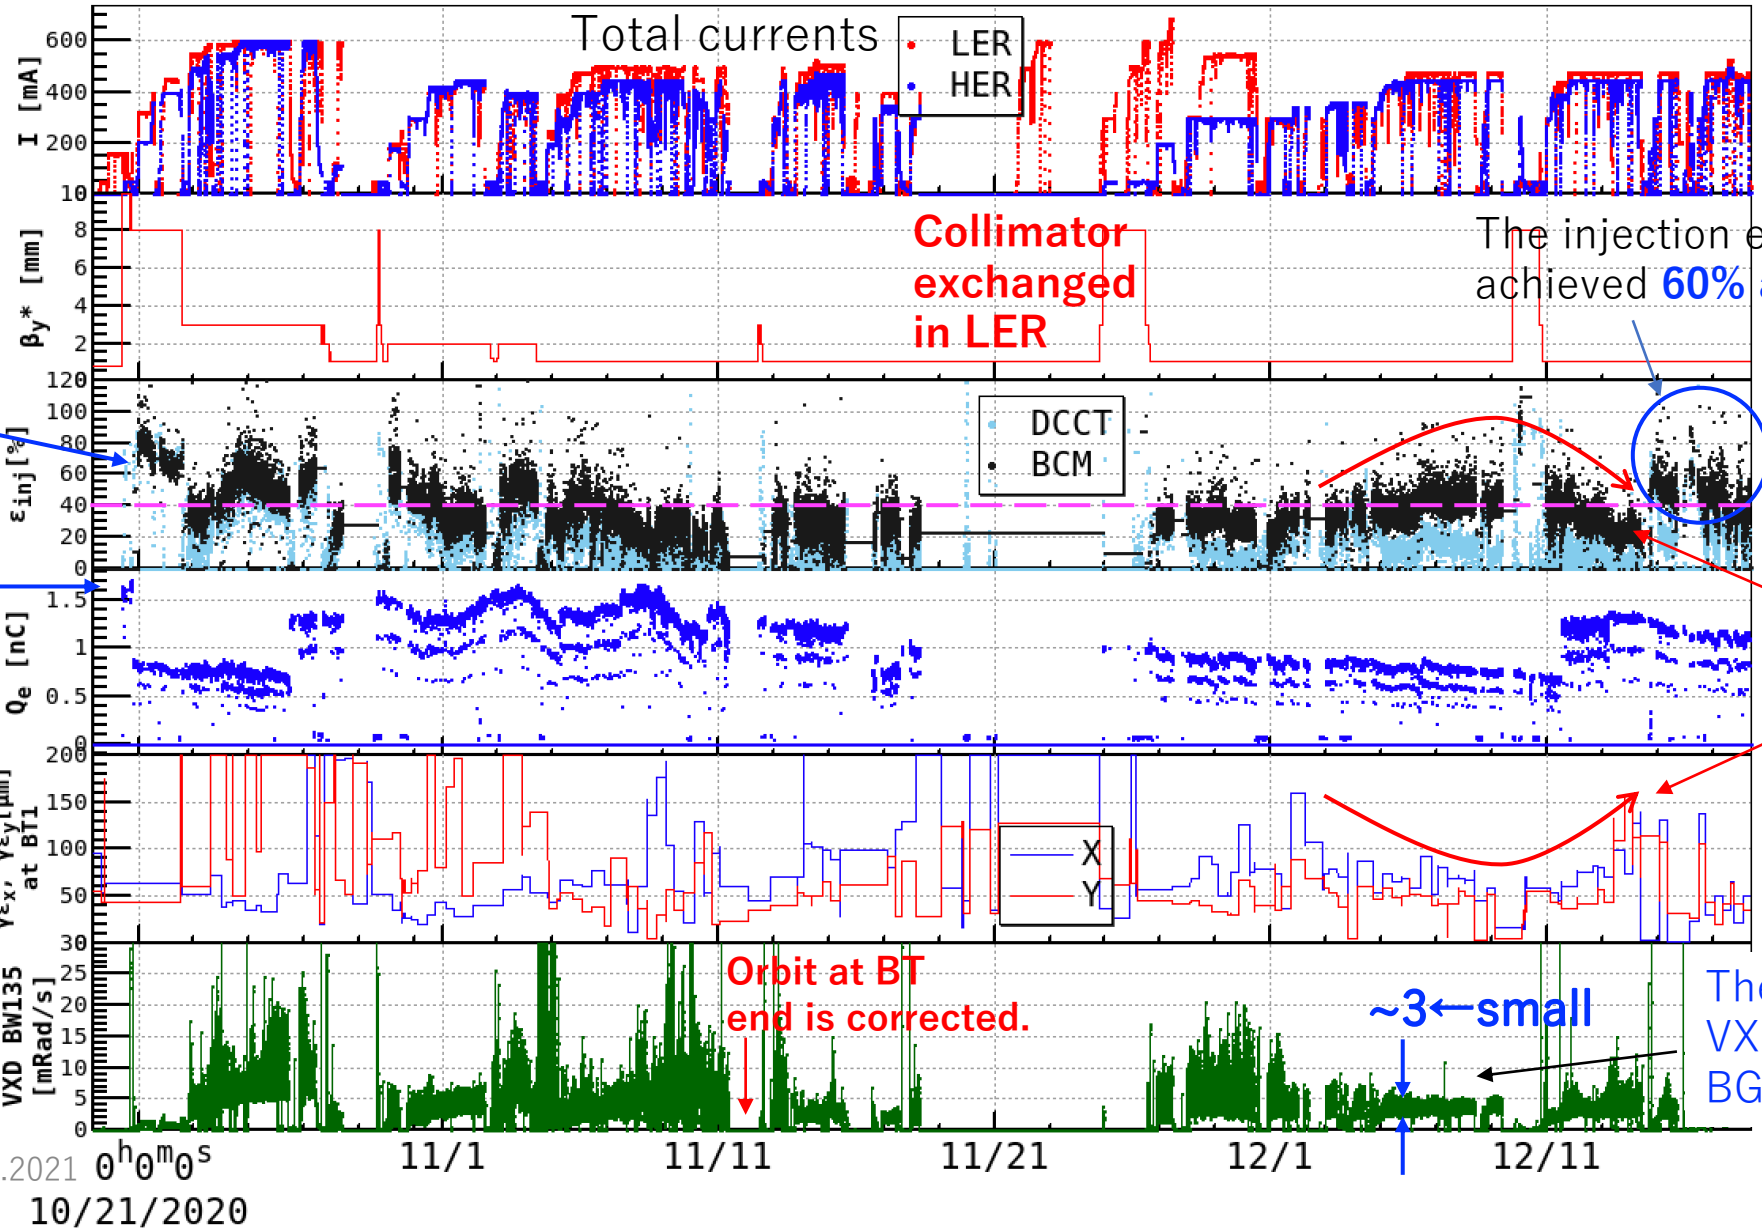 Total currents
LER
HER
I [mA]
600
400
200
10
βy* [mm]
8
6
4
2
Collimator
exchanged
in LER
The injection e
achieved 60%
εinj[%]
120
100
80
60
40
20
0
DCCT
BCM
Qe [nC]
1.5
1
0.5
0
γεx, γεy[μm]
at BT1
200
150
100
50
X
Y
VXD BW135
[mRad/s]
30
25
20
15
10
5
0
Orbit at BT
end is corrected.
~3←small
The
VX
BG
.2021
0h0m0s
11/1
11/11
11/21
12/1
12/11
10/21/2020